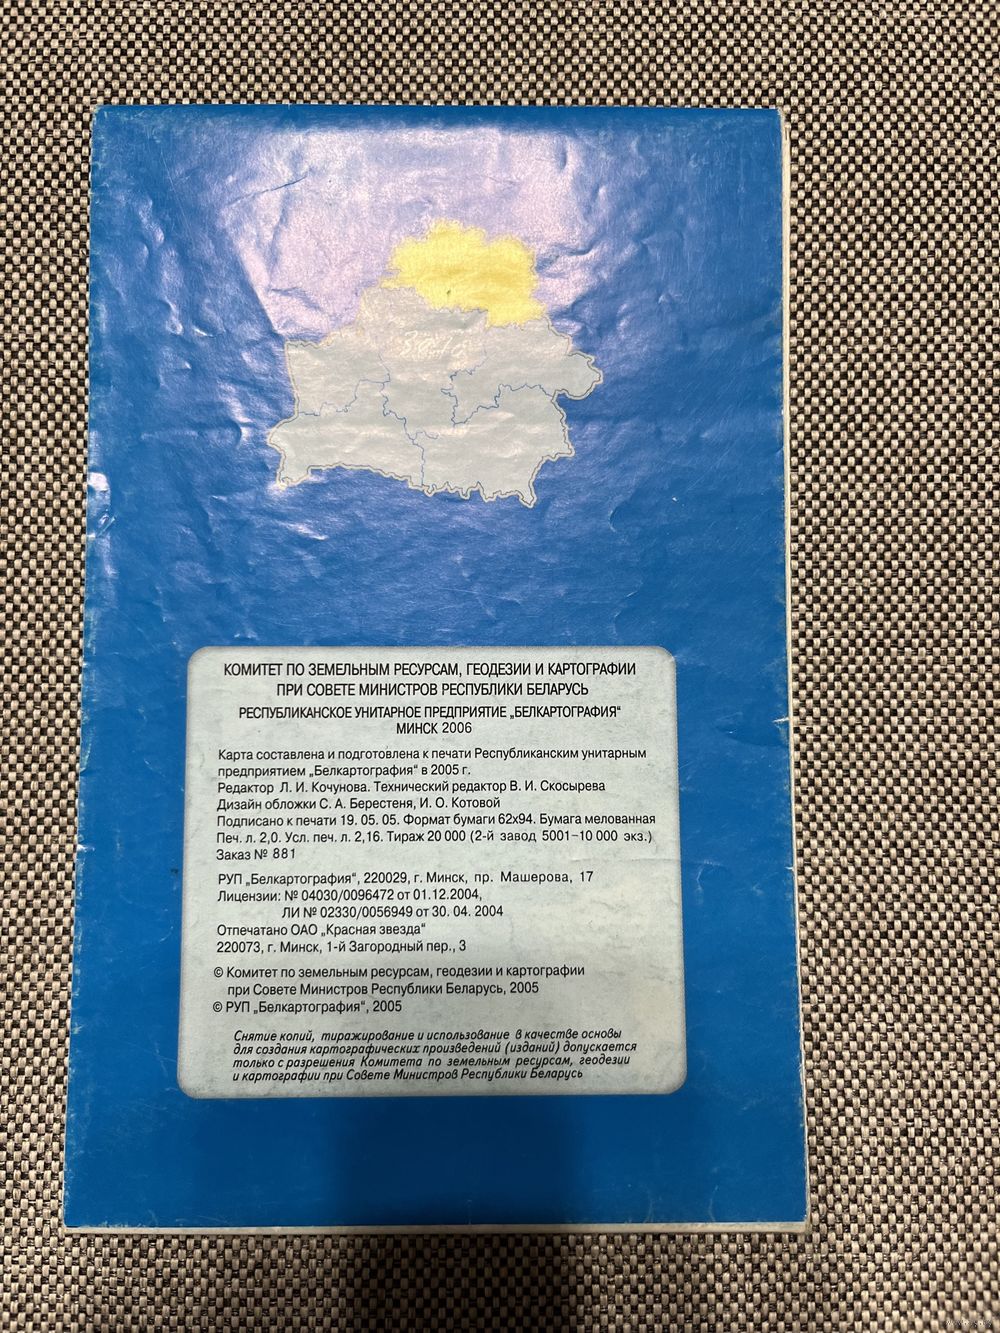 КОМИТЕТ ПО ЗЕМЕЛЬНЫМ РЕСУРСАМ, ГЕОДЕЗИИ И КАРТОГРАФИИ
ПРИ СОВЕТЕ МИНИСТРОВ РЕСПУБЛИКИ БЕЛАРУСЬ
РЕСПУБЛИКАНСКОЕ УНИТАРНОЕ ПРЕДПРИЯТИЕ „БЕЛКАРТОГРАФИЯ“
МИНСК 2006
Карта составлена и подготовлена к печати Республиканским унитарным
предприятием „Белкартография“ в 2005 г.
Редактор Л. И. Кочунова. Технический редактор В. И. Скосырева
Дизайн обложки С. А. Берестеня, И. О. Котовой
Подписано к печати 19. 05. 05. Формат бумаги 62х94. Бумага мелованная
Печ. л. 2,0. Усл. печ. л. 2,16. Тираж 20 000 (2-й завод 5001–10 000 экз.)
Заказ № 881
РУП „Белкартография“, 220029, г. Минск, пр. Машерова, 17
Лицензии: № 04030/0096472 от 01.12.2004,
ЛИ № 02330/0056949 от 30. 04. 2004
Отпечатано ОАО „Красная звезда“
220073, г. Минск, 1-й Загородный пер., 3
© Комитет по земельным ресурсам, геодезии и картографии
при Совете Министров Республики Беларусь, 2005
© РУП „Белкартография“, 2005
Снятие копий, тиражирование и использование в качестве основы
для создания картографических произведений (изданий) допускается
только с разрешения Комитета по земельным ресурсам, геодезии
и картографии при Совете Министров Республики Беларусь